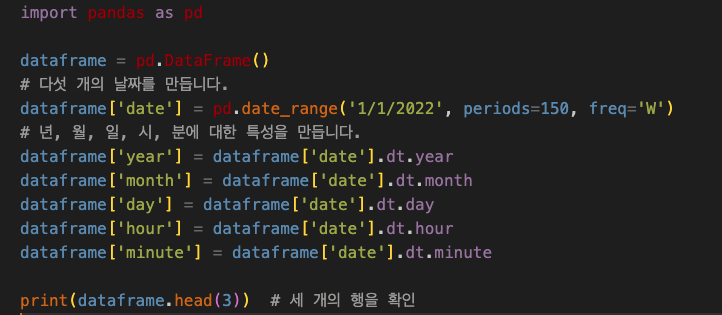 import pandas as pd
dataframe = pd.DataFrame()
# 다섯 개의 날짜를 만듭니다.
dataframe['date'] = pd.date_range('1/1/2022', periods=150, freq='W')
# 년, 월, 일, 시, 분에 대한 특성을 만듭니다.
dataframe['year'] = dataframe['date'].dt.year
dataframe['month'] = dataframe['date'].dt.month
dataframe['day'] = dataframe['date'].dt.day
dataframe['hour'] = dataframe['date'].dt.hour
dataframe['minute'] = dataframe['date'].dt.minute
print(dataframe.head(3))  # 세 개의 행을 확인